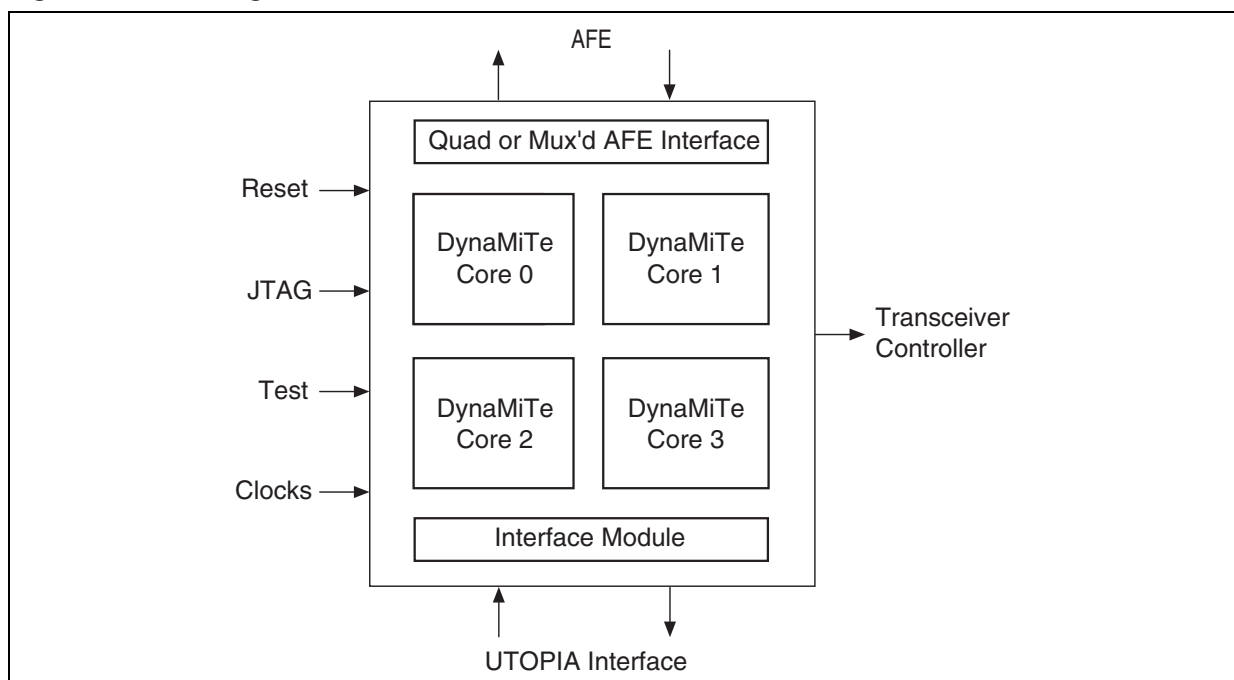 AFE
Quad or Mux'd AFE Interface
Reset
DynaMiTe
Core 0
DynaMiTe
Core 1
JTAG
Transceiver
Controller
Test
DynaMiTe
Core 2
DynaMiTe
Core 3
Clocks
Interface Module
UTOPIA Interface